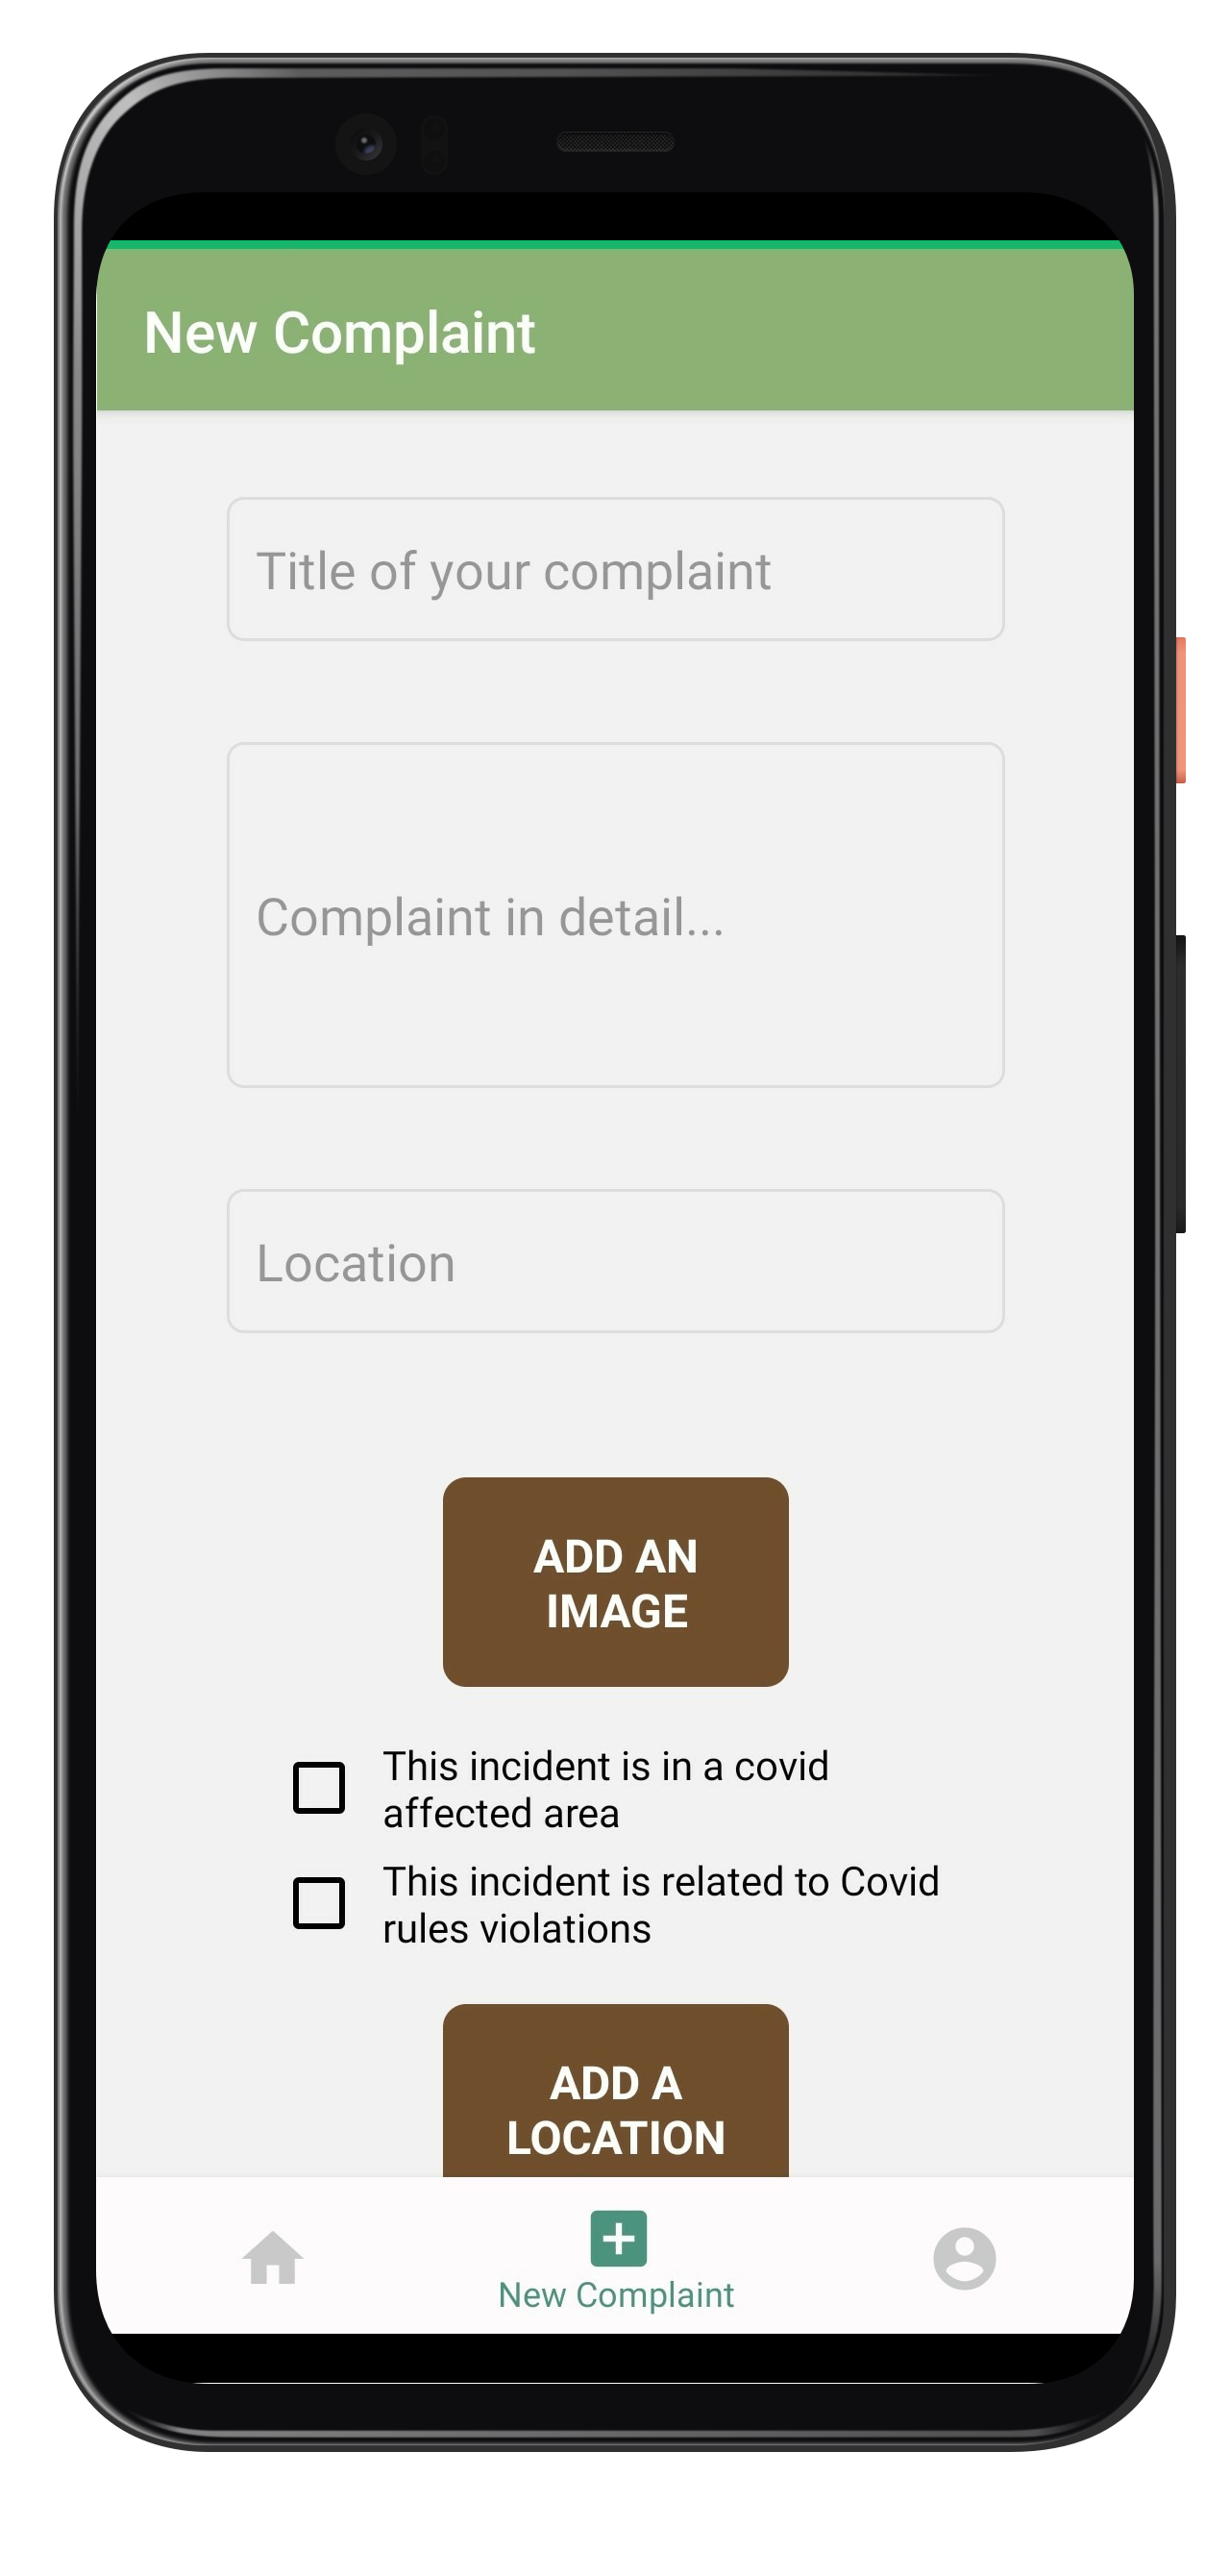 New Complaint
Title of your complaint
Complaint in detail...
Location
ADD AN
IMAGE
This incident is in a covid
affected area
This incident is related to Covid
rules violations
ADD A
LOCATION
New Complaint